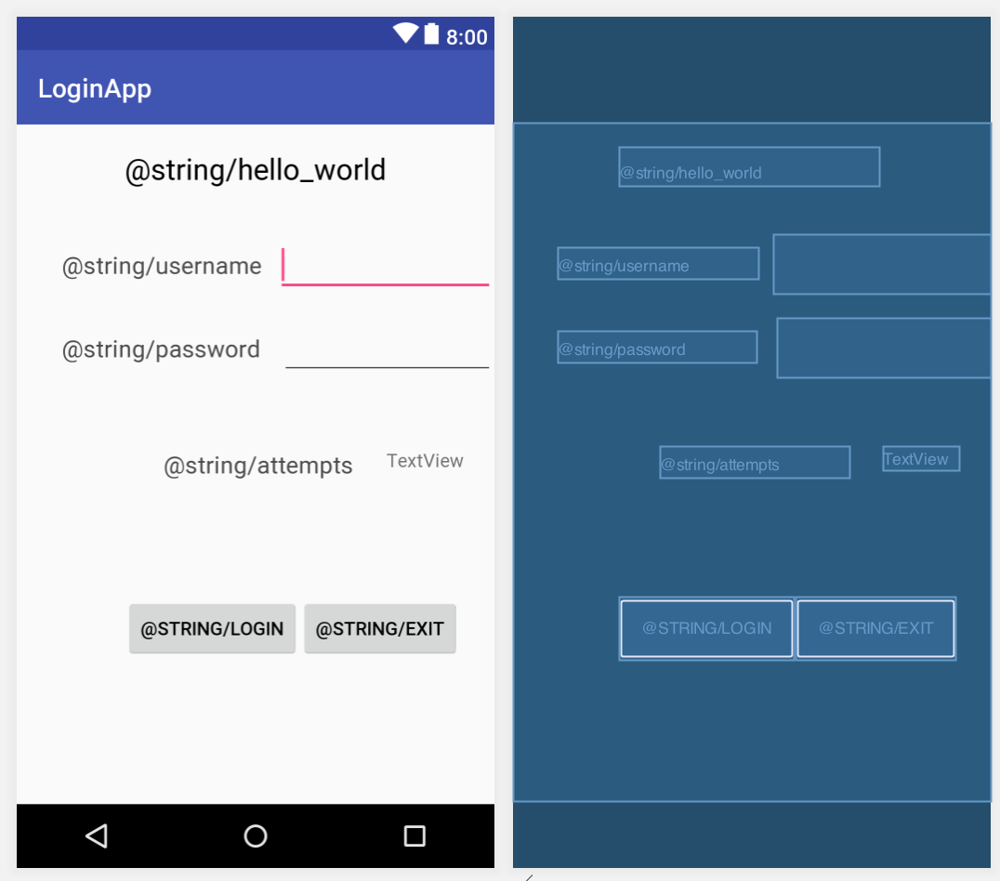 8:00
LoginApp
@string/hello_world
@string/username
@string/password
@string/attempts TextView
@STRING/LOGIN @STRING/EXIT
@string/hello_world
@string/username
@string/password
@string/attempts TextView
@STRING/LOGIN @STRING/EXIT